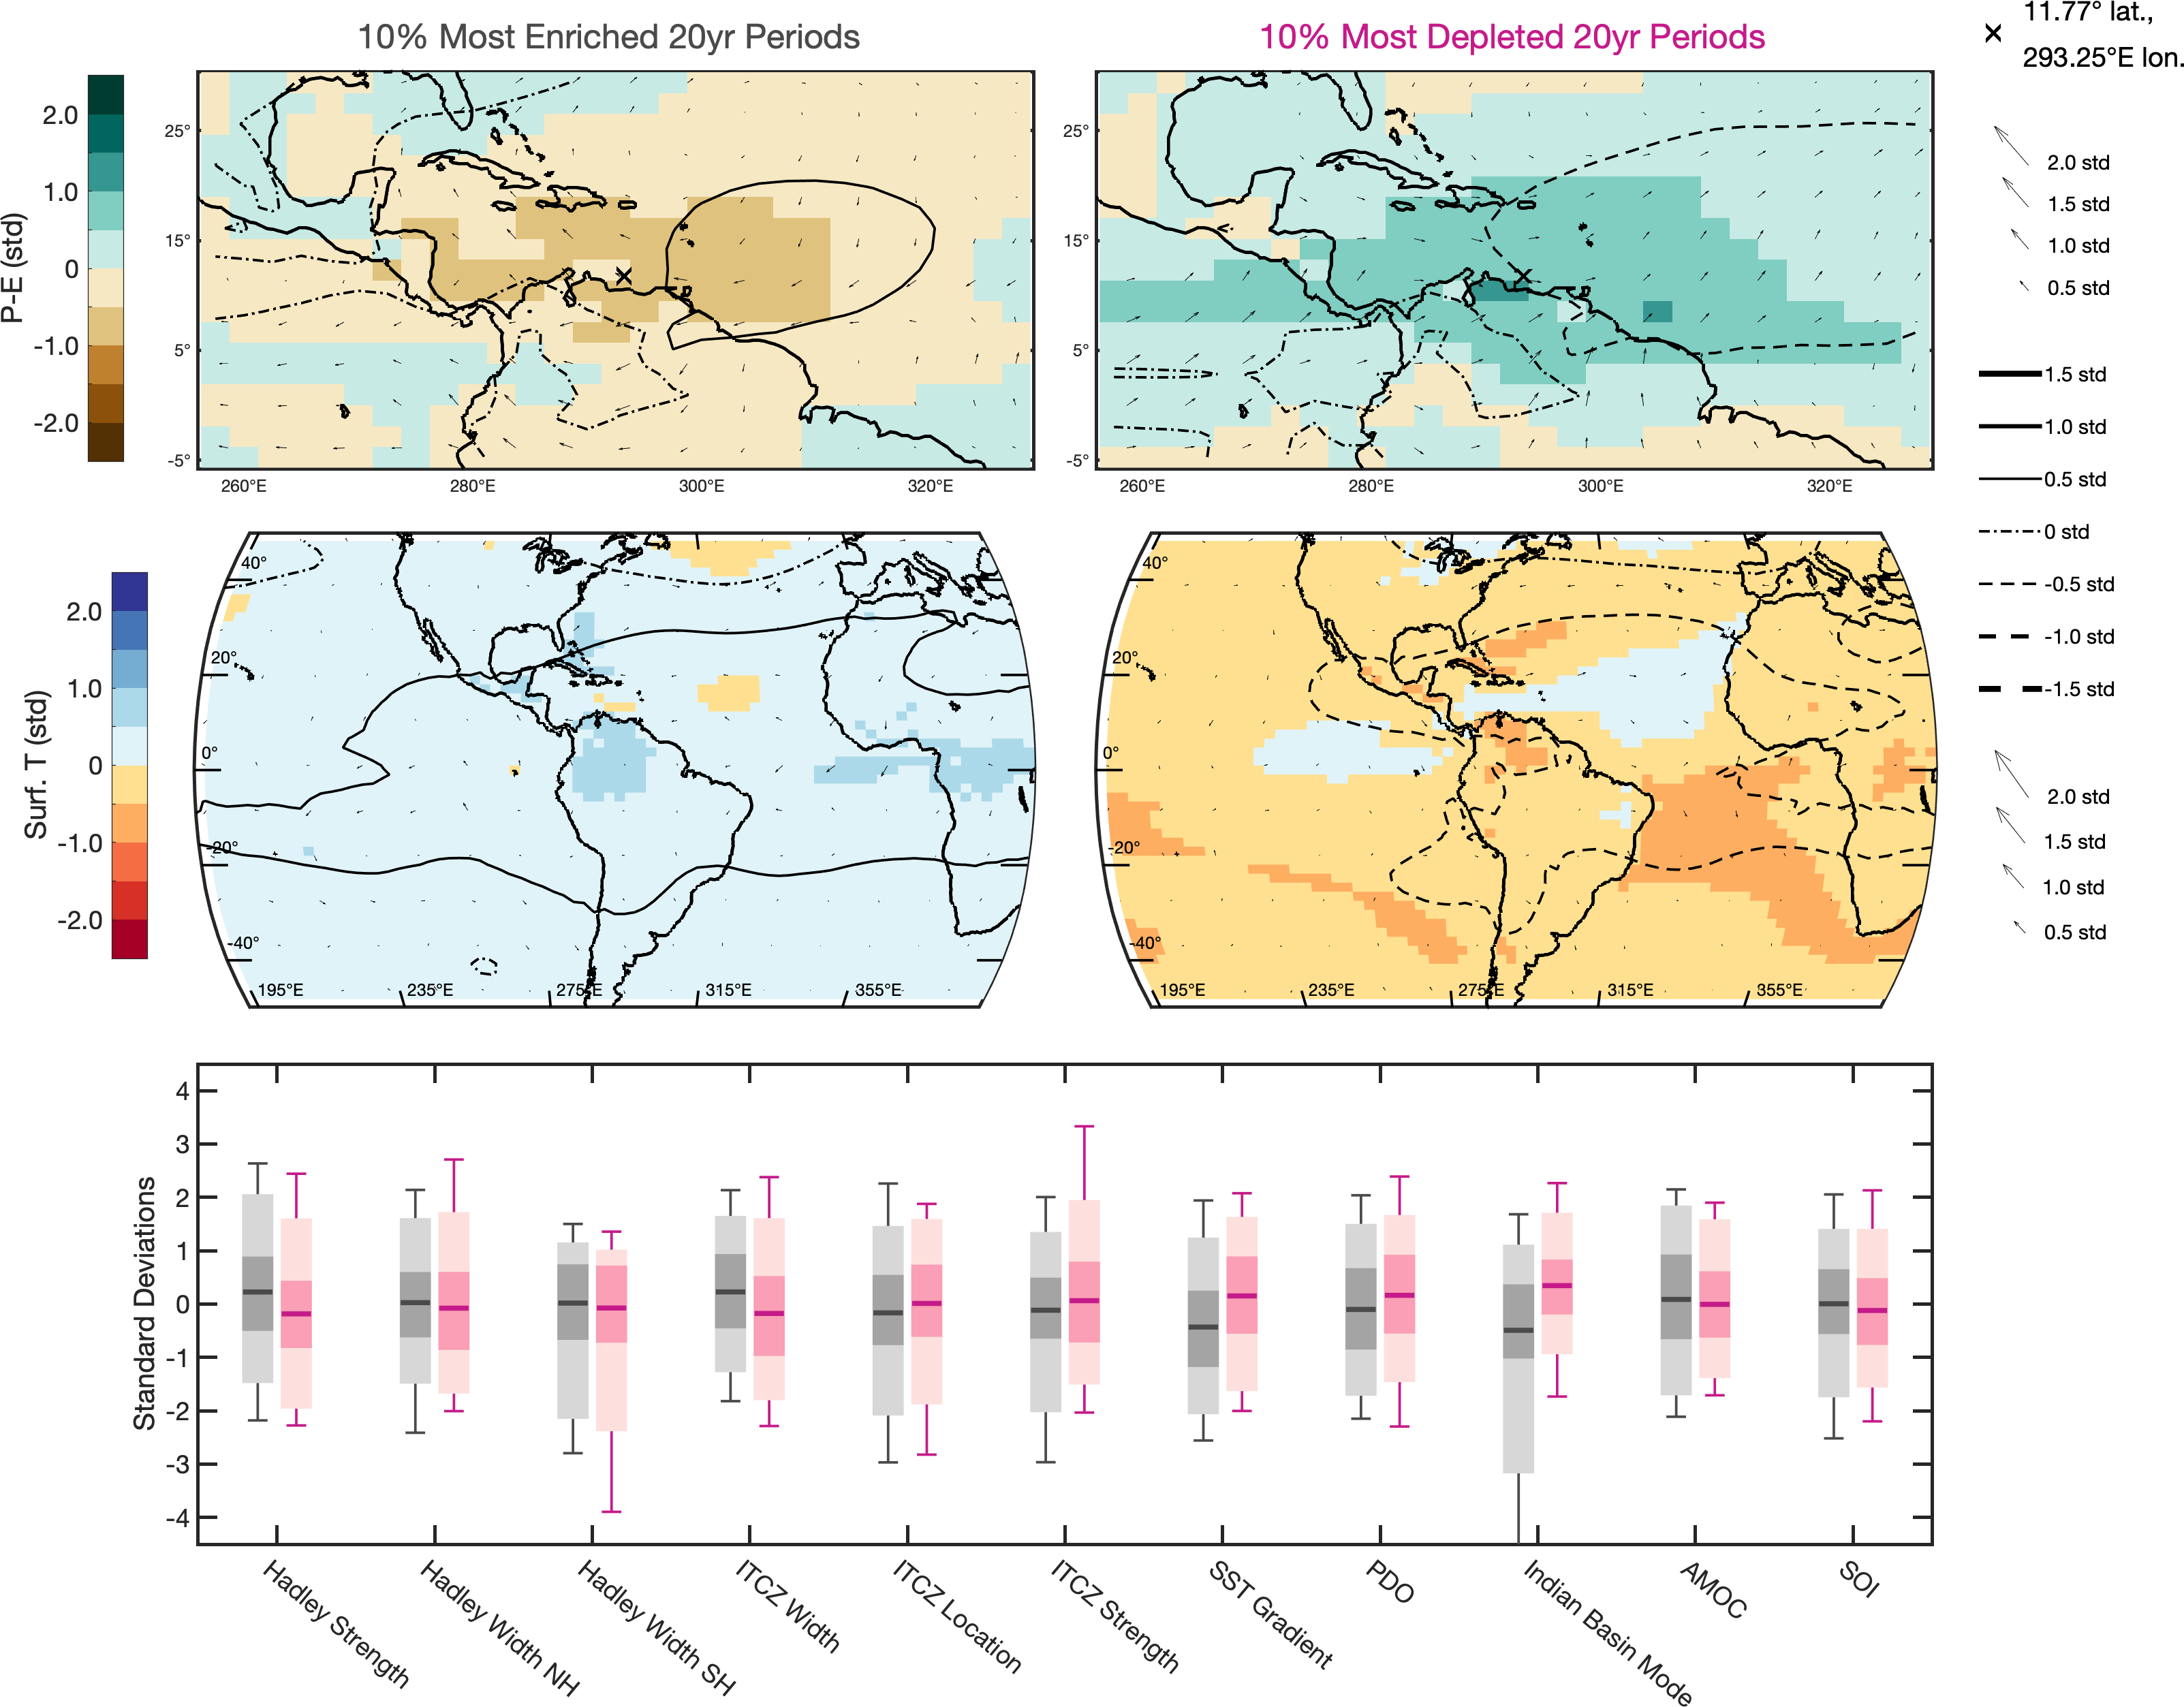 10% Most Enriched 20yr Periods
10% Most Depleted 20yr Periods
11.77° lat.,
293.25°E lon.
P-E (std)
2.0
1.0
0
-1.0
-2.0
25°
15°
5°
-5°
260°E
280°E
300°E
320°E
25°
15°
5°
-5°
260°E
280°E
300°E
320°E
2.0 std
1.5 std
1.0 std
0.5 std
1.5 std
1.0 std
0.5 std
0 std
-0.5 std
-1.0 std
-1.5 std
2.0 std
1.5 std
1.0 std
0.5 std
Surf. T (std)
2.0
1.0
0
-1.0
-2.0
40°
20°
0°
-20°
-40°
195°E
235°E
275°E
315°E
355°E
40°
20°
0°
-20°
-40°
195°E
235°E
275°E
315°E
355°E
Standard Deviations
4
3
2
1
0
-1
-2
-3
-4
Hadley Strength
Hadley Width NH
Hadley Width SH
ITCZ Width
ITCZ Location
ITCZ Strength
SST Gradient
PDO
Indian Basin Mode
AMOC
SOI